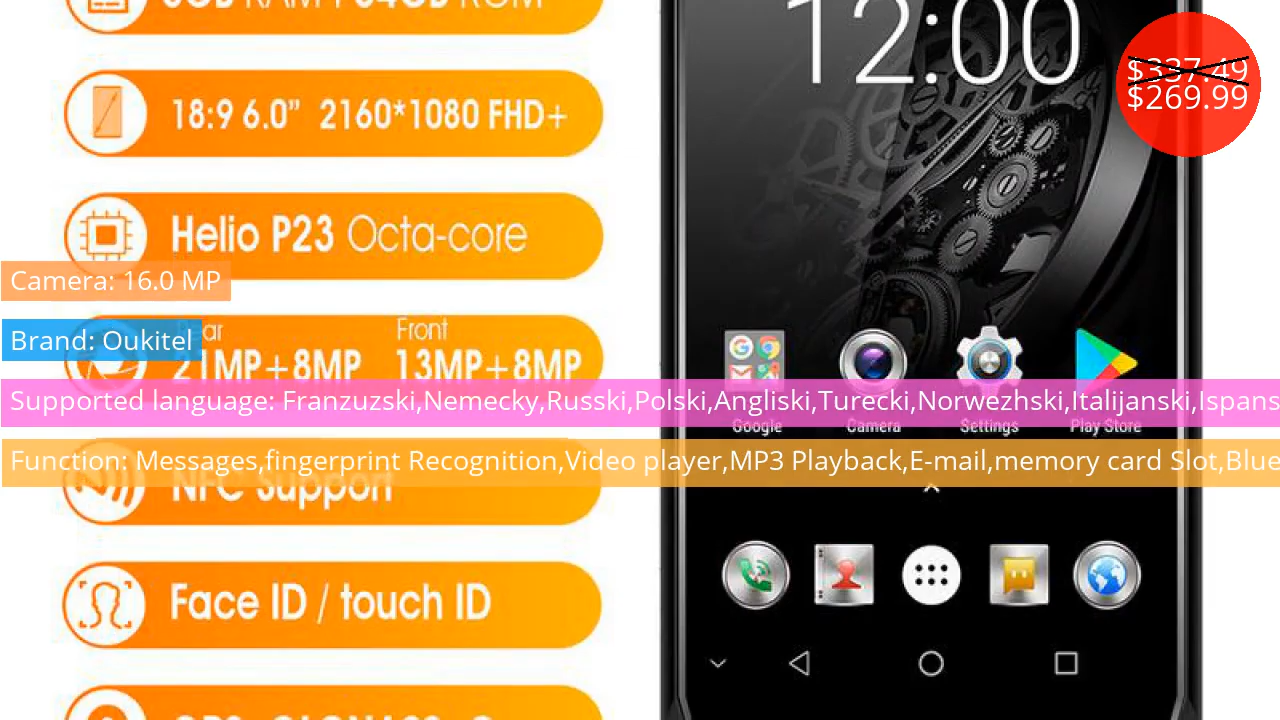 64GB
12:00
$337.49
$269.99
18:9 6.0” 2160*1080 FHD+
Helio P23 Octa-core
Camera: 16.0 MP
Front
Brand: Oukitel
21MP+8MP 13MP+8MP
Supported language: Franzuzski,Nemecky,Russki,Polski,Angliski,Turecki,Norwezhski,Italijanski,Ispans
Google Camera Settings Play Store
Function: Messages,fingerprint Recognition,Video player,MP3 Playback,E-mail,memory card Slot,Blue
NFC Support
Face ID / touch ID